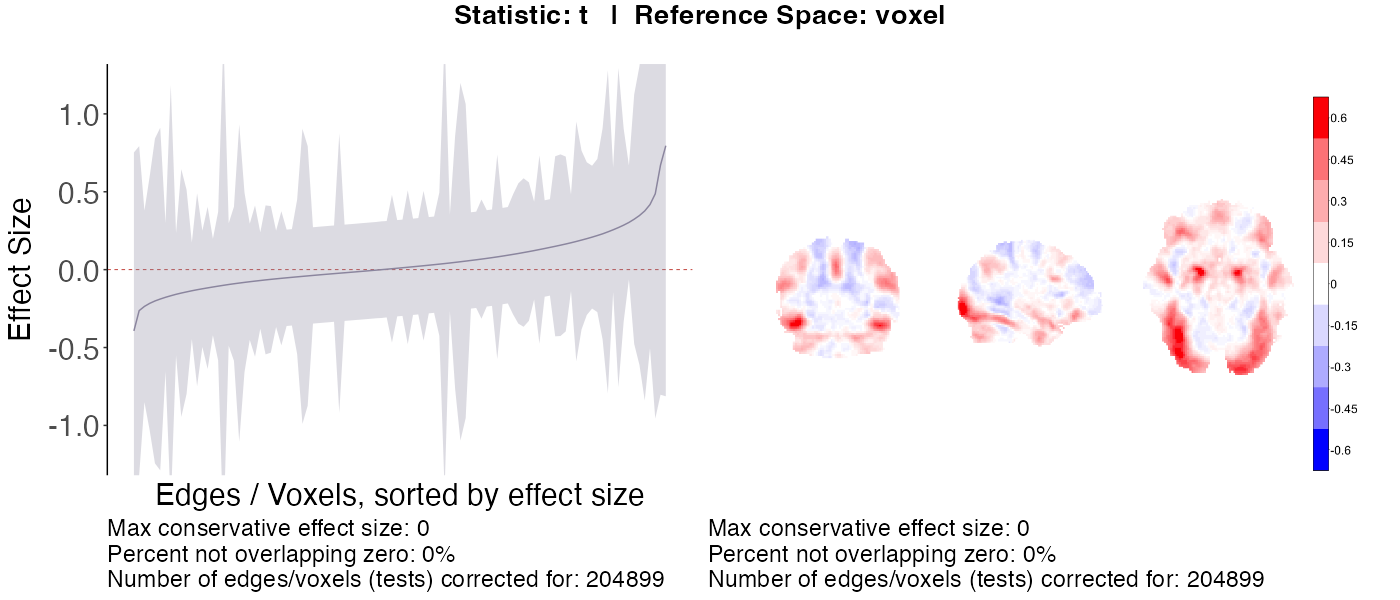 Statistic: t | Reference Space: voxel
Effect Size
1.0
0.5
0.0
-0.5
-1.0
Edges / Voxels, sorted by effect size
Max conservative effect size: 0
Percent not overlapping zero: 0%
Number of edges/voxels (tests) corrected for: 204899
0.6
0.45
0.3
0.15
0
-0.15
-0.3
-0.45
-0.6
Max conservative effect size: 0
Percent not overlapping zero: 0%
Number of edges/voxels (tests) corrected for: 204899